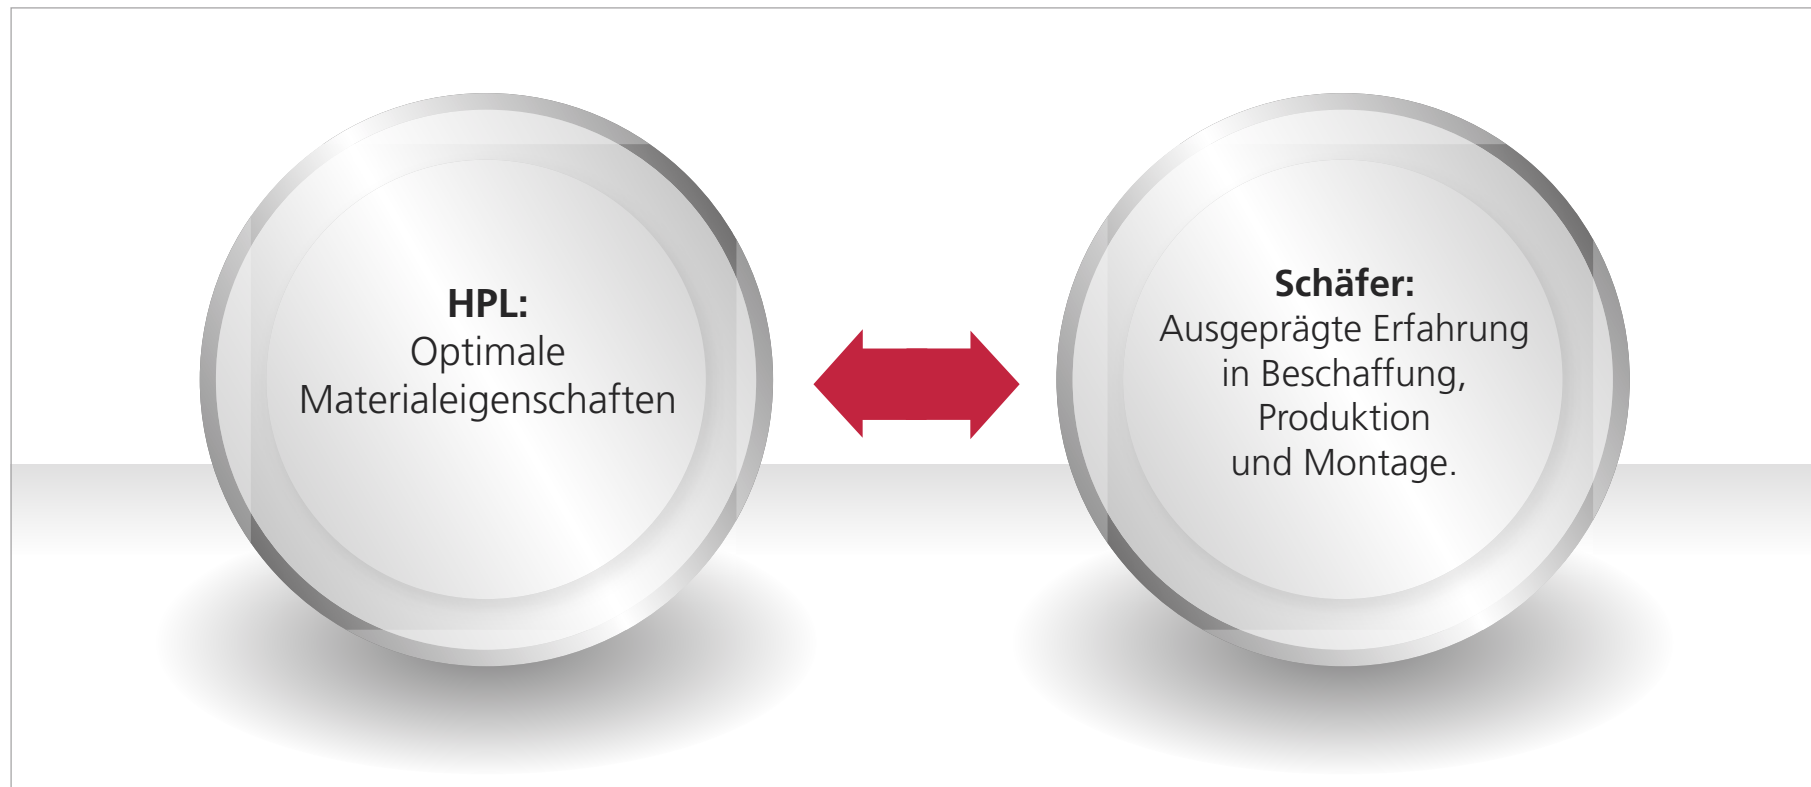 HPL:
Optimale
Materialeigenschaften
Schäfer:
Ausgeprägte Erfahrung
in Beschaffung,
Produktion
und Montage.